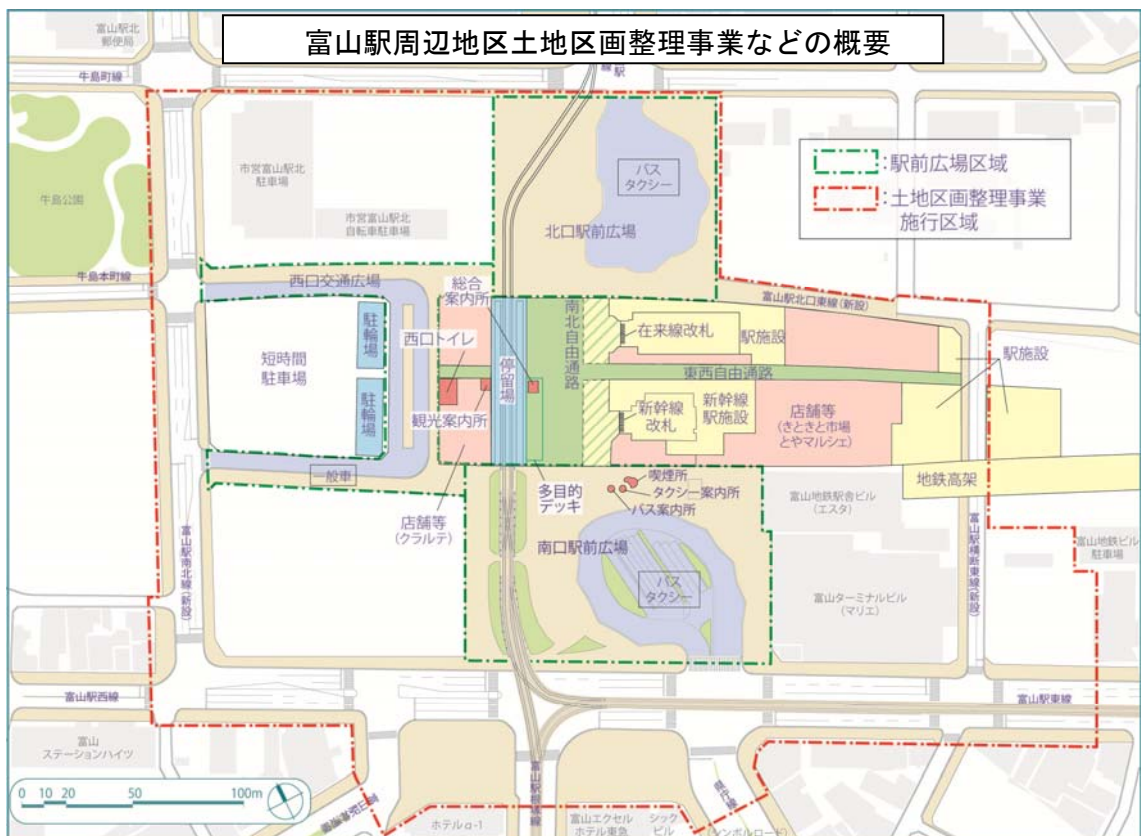 富山駅周辺地区土地区画整理事業などの概要
富山駅北
郵便局
牛島町線
駅
市営富山駅北
駐車場
バス
タクシー
:駅前広場区域
:土地区画整理事業
施行区域
牛島公園
市営富山駅北
自転車駐車場
北口駅前広場
牛島本町線
西口交通広場
総合
案内所
富山駅北口東線(新設)
南北自由通路
在来線改札
駅施設
駅施設
駐輪場
西口トイレ
停留場
短時間
駐車場
東西自由通路
駐輪場
観光案内所
新幹線
改札
新幹線
駅施設
店舗等
(きときと市場
とやマルシェ)
一般車
地鉄高架
多目的
デッキ
喫煙所
タクシー案内所
バス案内所
富山地鉄駅舎ビル
(エスタ)
店舗等
(クラルテ)
南口駅前広場
富山駅南北線(新設)
富山駅横断東線(新設)
富山地鉄ビル
駐車場
バス
タクシー
富山ターミナルビル
(マリエ)
富山駅西線
富山駅東線
富山
ステーションハイツ
0 10 20 50 100m
ホテルα-1
富山駅根塚線
富山エクセル
ホテル東急
シック
ビル
シンボルロード)